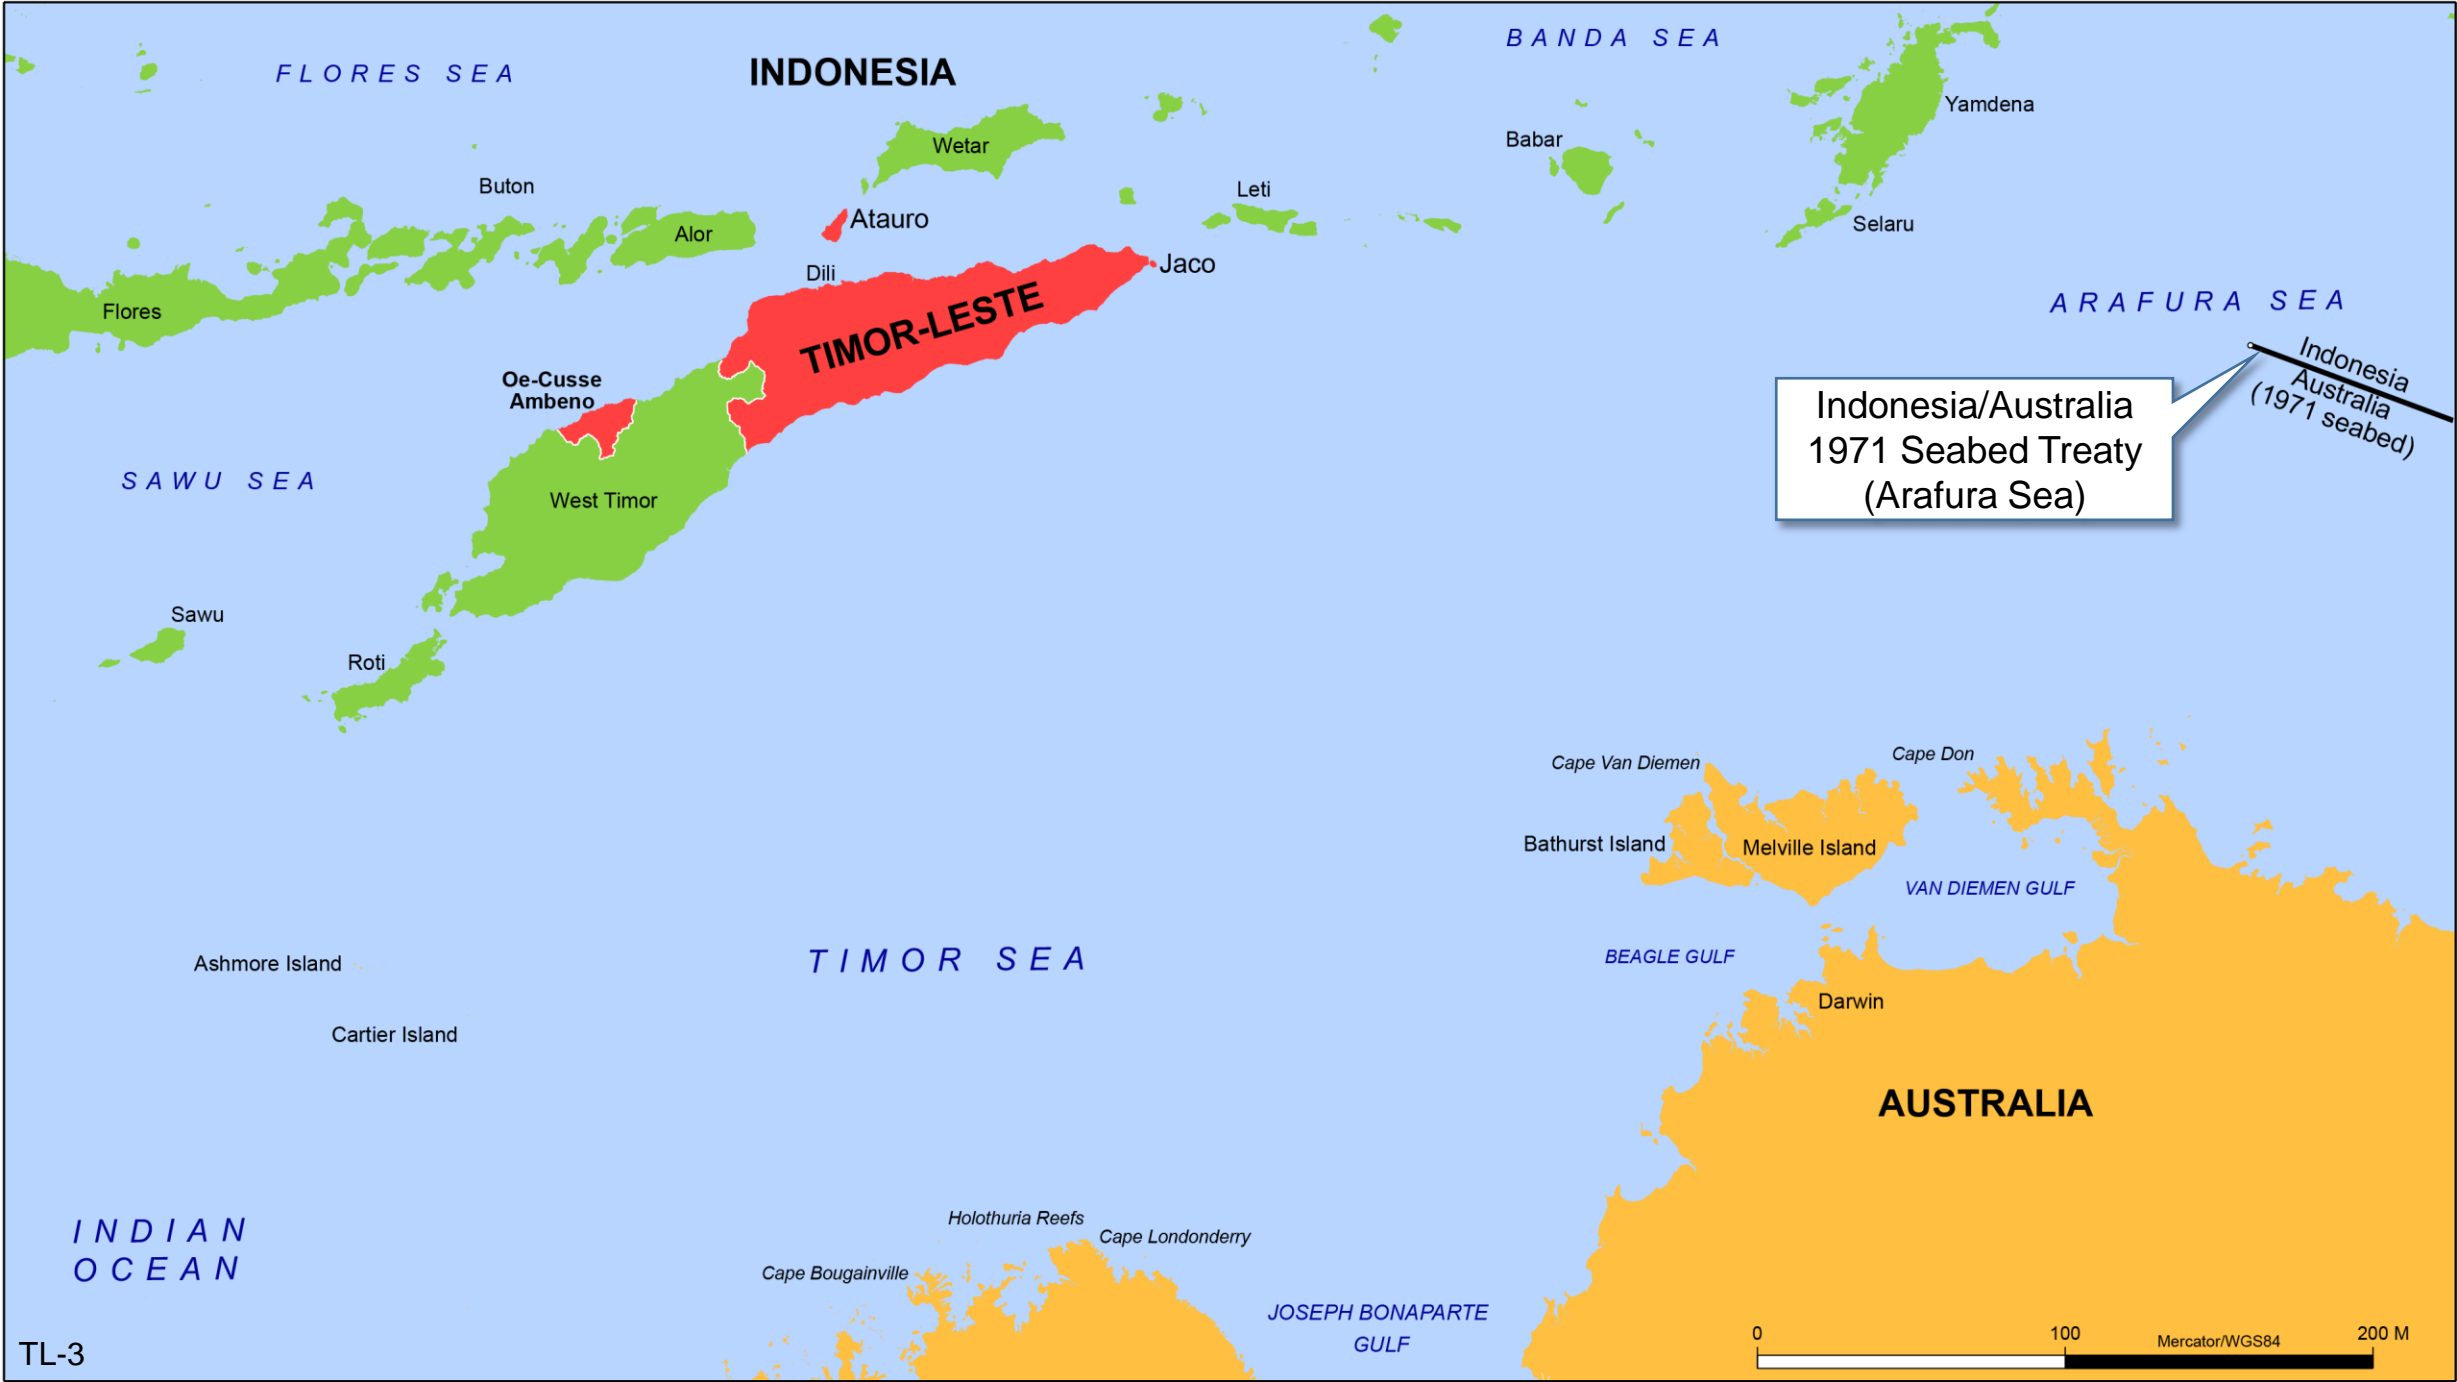 FLORES SEA
INDONESIA
BANDA SEA
Yamdena
Babar
Wetar
Buton
Leti
Atauro
Selaru
Alor
Jaco
Dili
Flores
TIMOR-LESTE
ARAFURA SEA
Indonesia
Australia
(1971 seabed)
Indonesia/Australia
1971 Seabed Treaty
(Arafura Sea)
Oe-Cusse
Ambeno
SAWU SEA
West Timor
Sawu
Roti
Cape Van Diemen
Cape Don
Bathurst Island
Melville Island
VAN DIEMEN GULF
TIMOR SEA
BEAGLE GULF
Ashmore Island
Darwin
Cartier Island
AUSTRALIA
INDIAN
OCEAN
Holothuria Reefs
Cape Londonderry
Cape Bougainville
JOSEPH BONAPARTE
GULF
0
100
Mercator/WGS84
200 M
TL-3